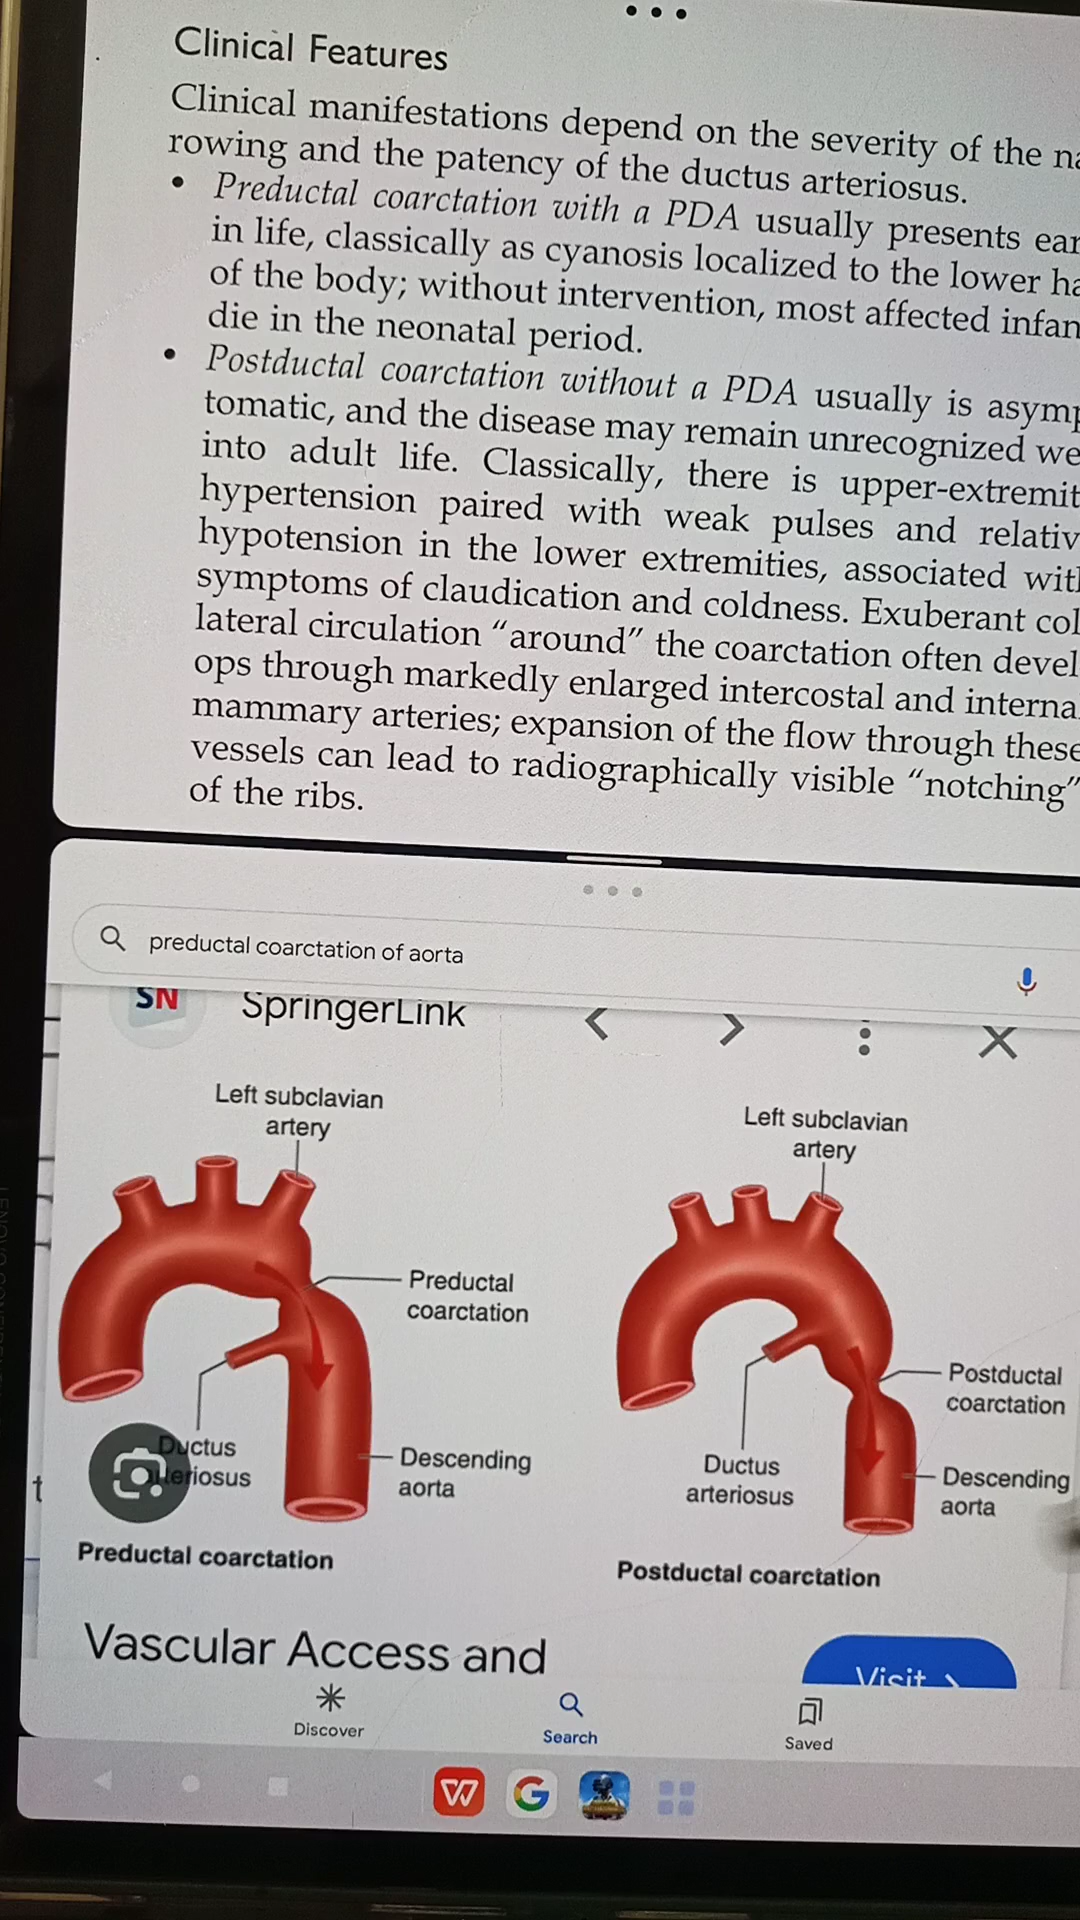 Clinical Features
Clinical manifestations depend on the severity of the na
rowing and the patency of the ductus arteriosus.
• Preductal coarctation with a PDA usually presents ear
in life, classically as cyanosis localized to the lower ha
of the body; without intervention, most affected infan
die in the neonatal period.
• Postductal coarctation without a PDA usually is asymp
tomatic, and the disease may remain unrecognized we
into adult life. Classically, there is upper-extremit
hypertension paired with weak pulses and relativ
hypotension in the lower extremities, associated with
symptoms of claudication and coldness. Exuberant col
lateral circulation “around” the coarctation often devel
ops through markedly enlarged intercostal and interna
mammary arteries; expansion of the flow through these
vessels can lead to radiographically visible “notching”
of the ribs.
preductal coarctation of aorta
SN SpringerLink
Left subclavian
artery
Preductal
coarctation
Ductus
arteriosus
Descending
aorta
Preductal coarctation
Left subclavian
artery
Postductal
coarctation
Ductus
arteriosus
Descending
aorta
Postductal coarctation
t
Vascular Access and
Visit
Discover
Search
Saved